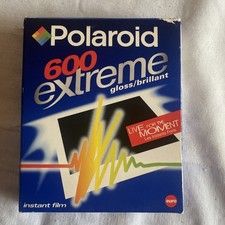 Polaroid
600
extreme
gloss/brillant
LIVE FOR THE
MOMENT
instant film